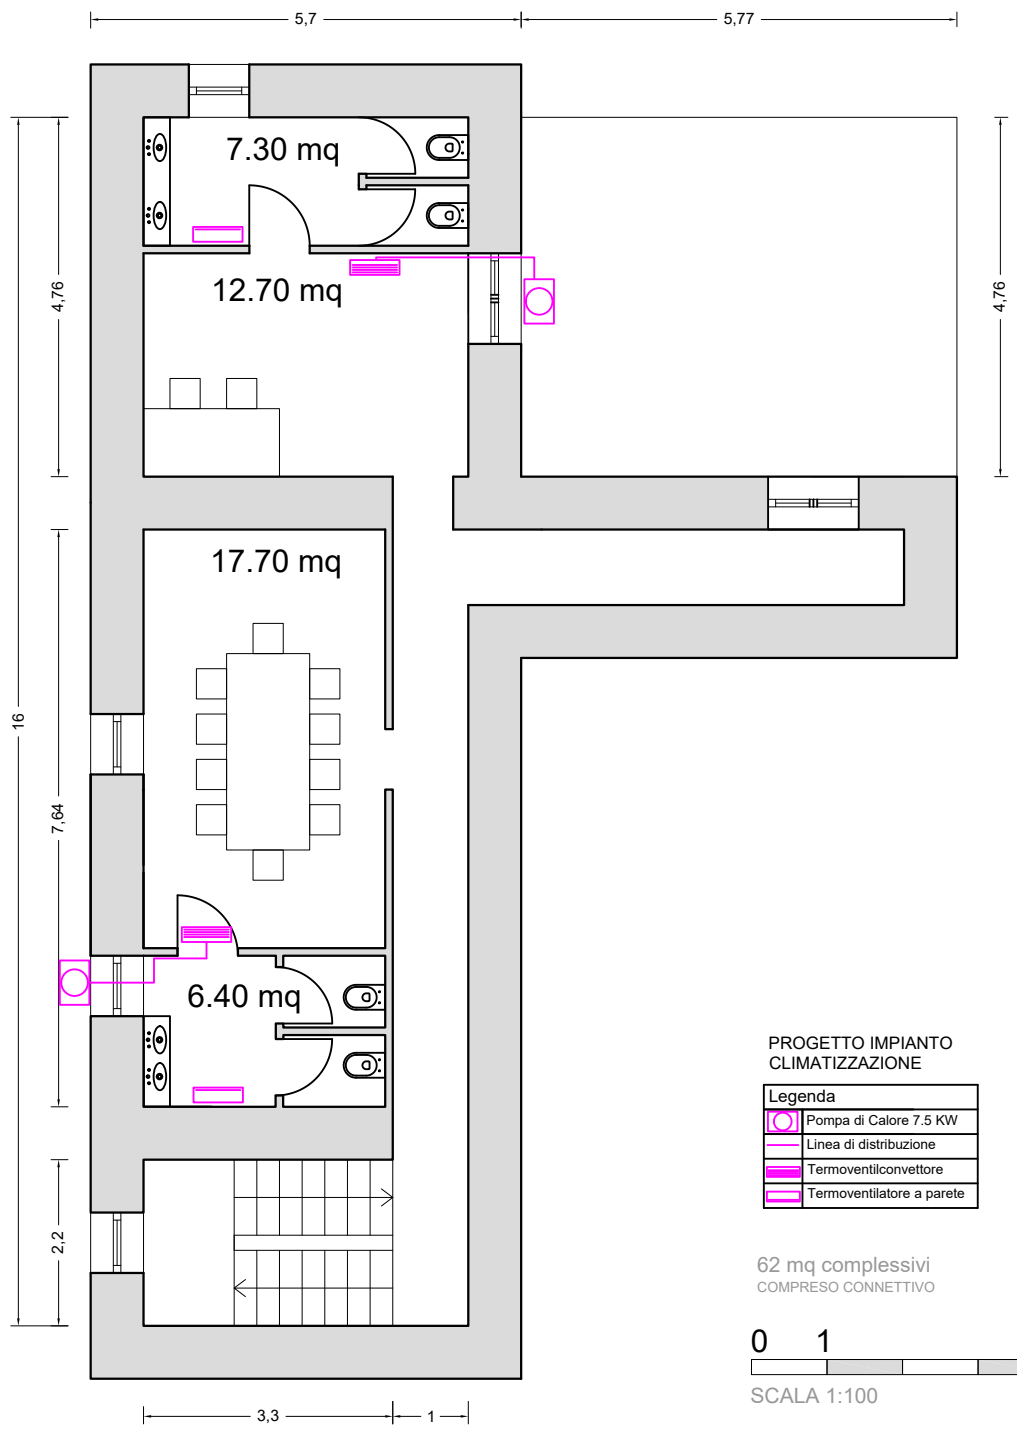 5,7
5,77
7.30 mq
12.70 mq
4,76
4,76
17.70 mq
16
7,64
6.40 mq
2,2
3,3
1
PROGETTO IMPIANTO
CLIMATIZZAZIONE
Legenda
Pompa di Calore 7.5 KW
Linea di distribuzione
Termoventilconvettore
Termoventilatore a parete
62 mq complessivi
COMPRESO CONNETTIVO
0 1
SCALA 1:100